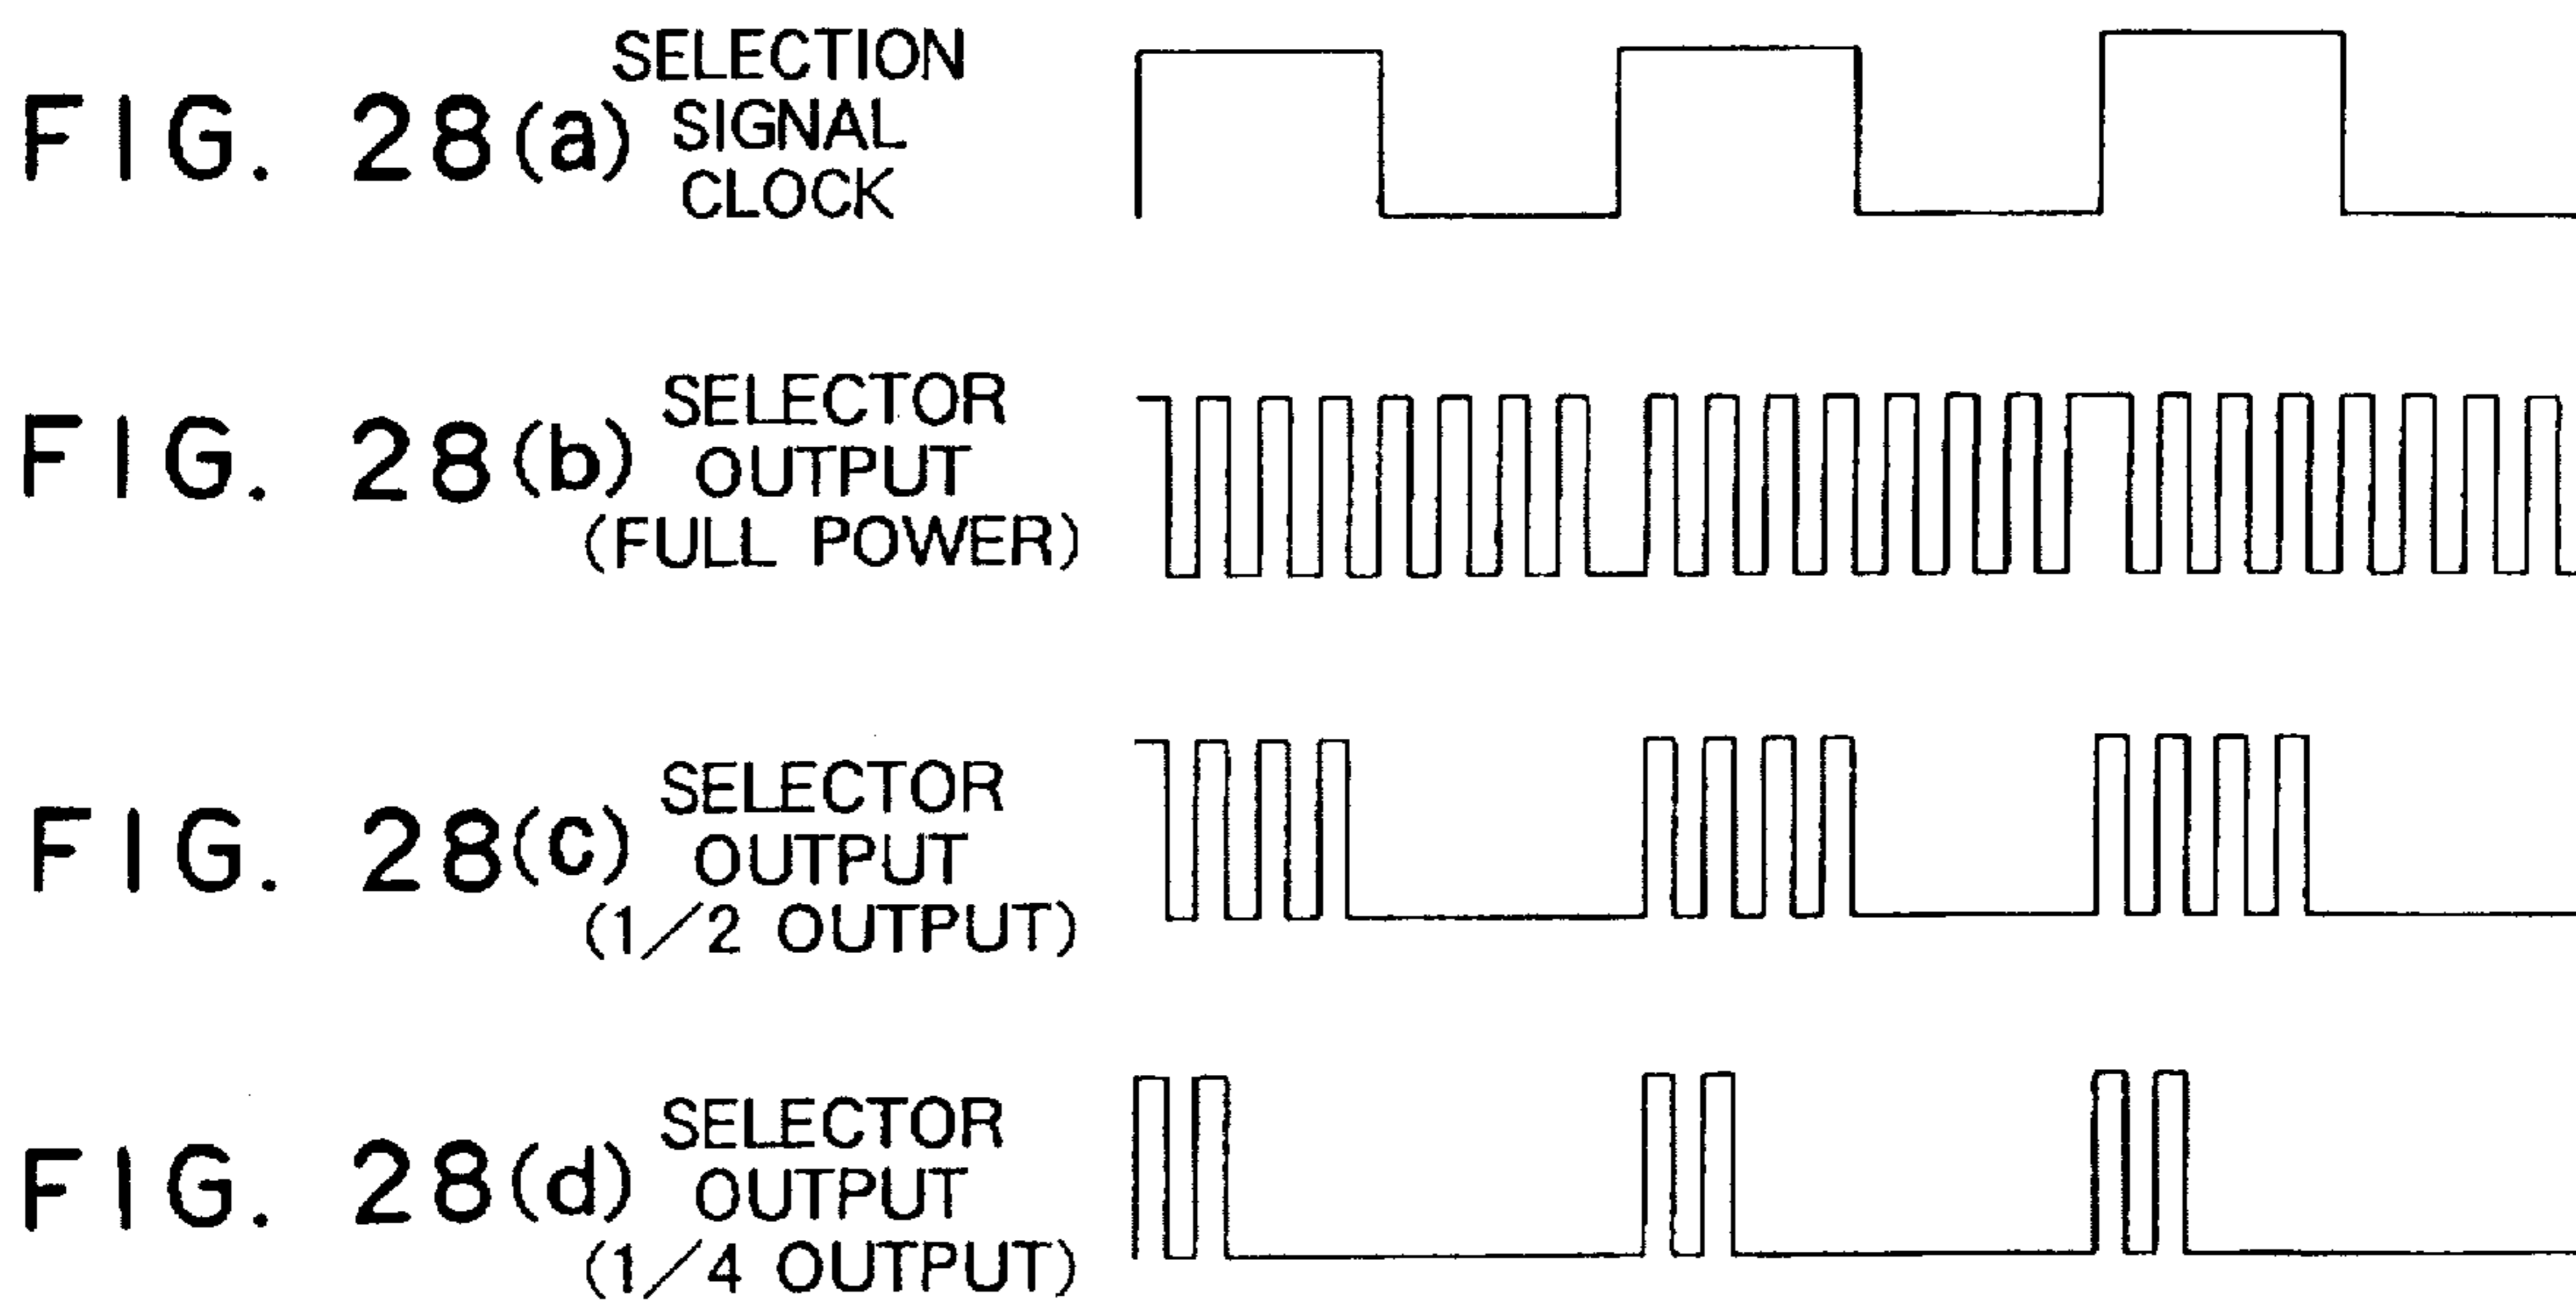 FIG. 28(a)
SELECTION
SIGNAL
CLOCK
FIG. 28(b)
SELECTOR
OUTPUT
(FULL POWER)
FIG. 28(c)
SELECTOR
OUTPUT
(1/2 OUTPUT)
FIG. 28(d)
SELECTOR
OUTPUT
(1/4 OUTPUT)